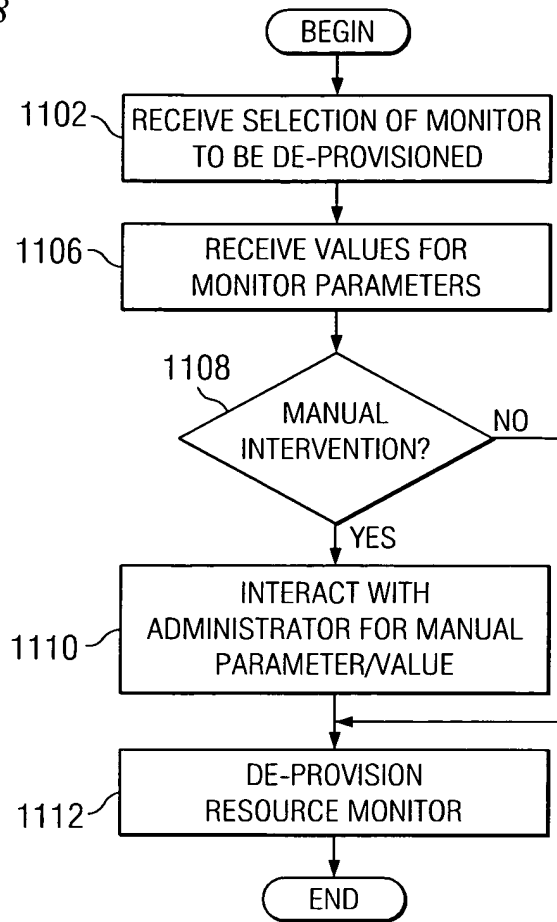 8
BEGIN
1102
RECEIVE SELECTION OF MONITOR
TO BE DE-PROVISIONED
1106
RECEIVE VALUES FOR
MONITOR PARAMETERS
1108
MANUAL
INTERVENTION?
NO
YES
1110
INTERACT WITH
ADMINISTRATOR FOR MANUAL
PARAMETER/VALUE
1112
DE-PROVISION
RESOURCE MONITOR
END